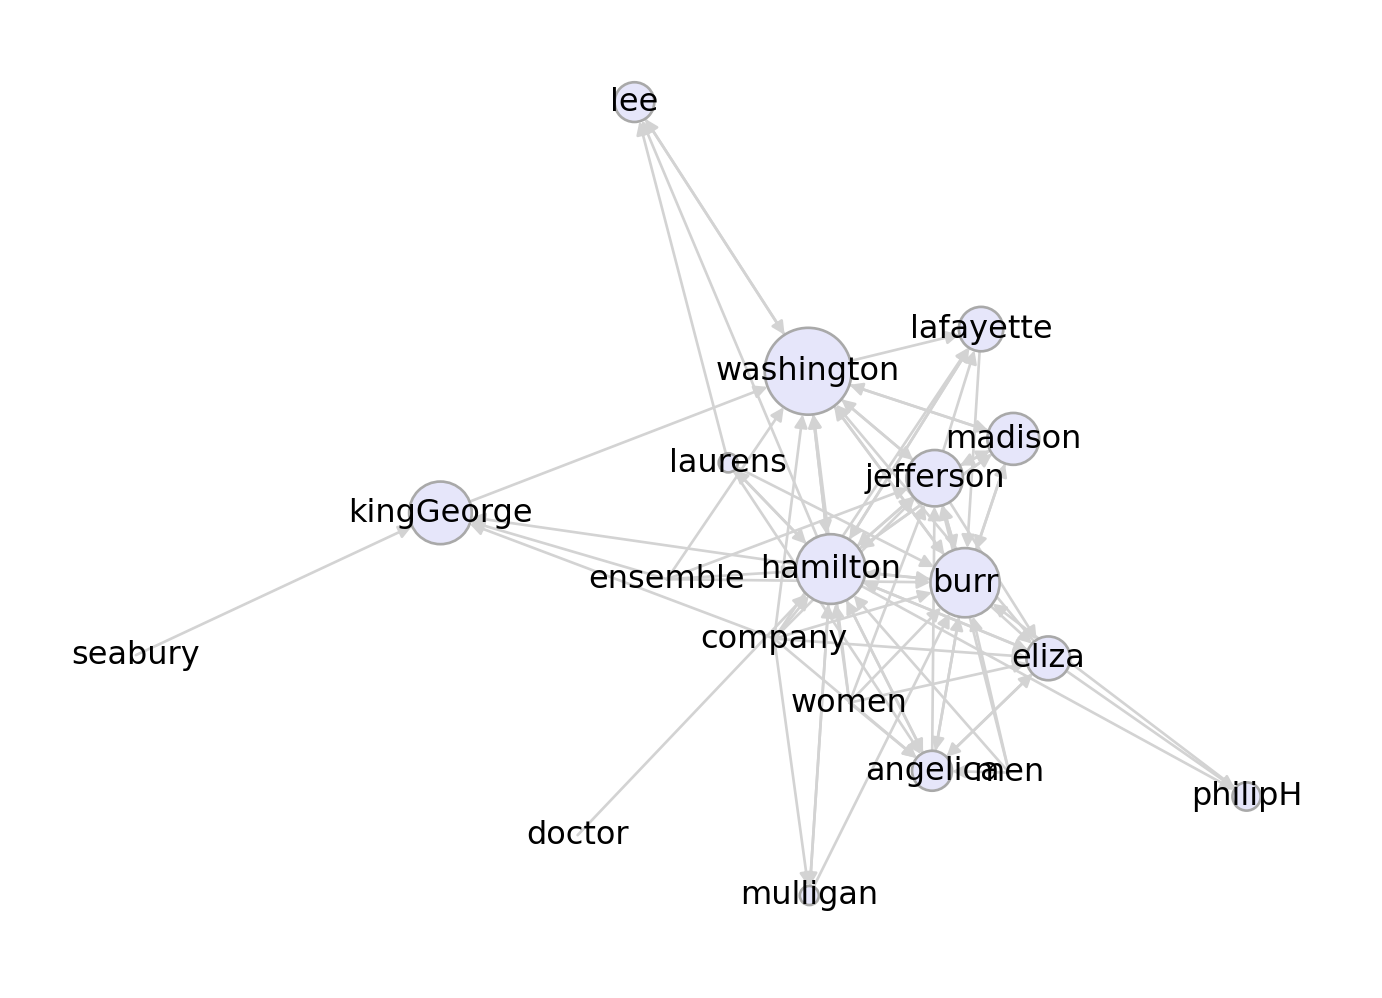 lee
lafayette
washington
madison
laurens
jefferson
kingGeorge
hamilton
ensemble
burr
company
seabury
eliza
women
angelica
men
philipH
doctor
mulligan